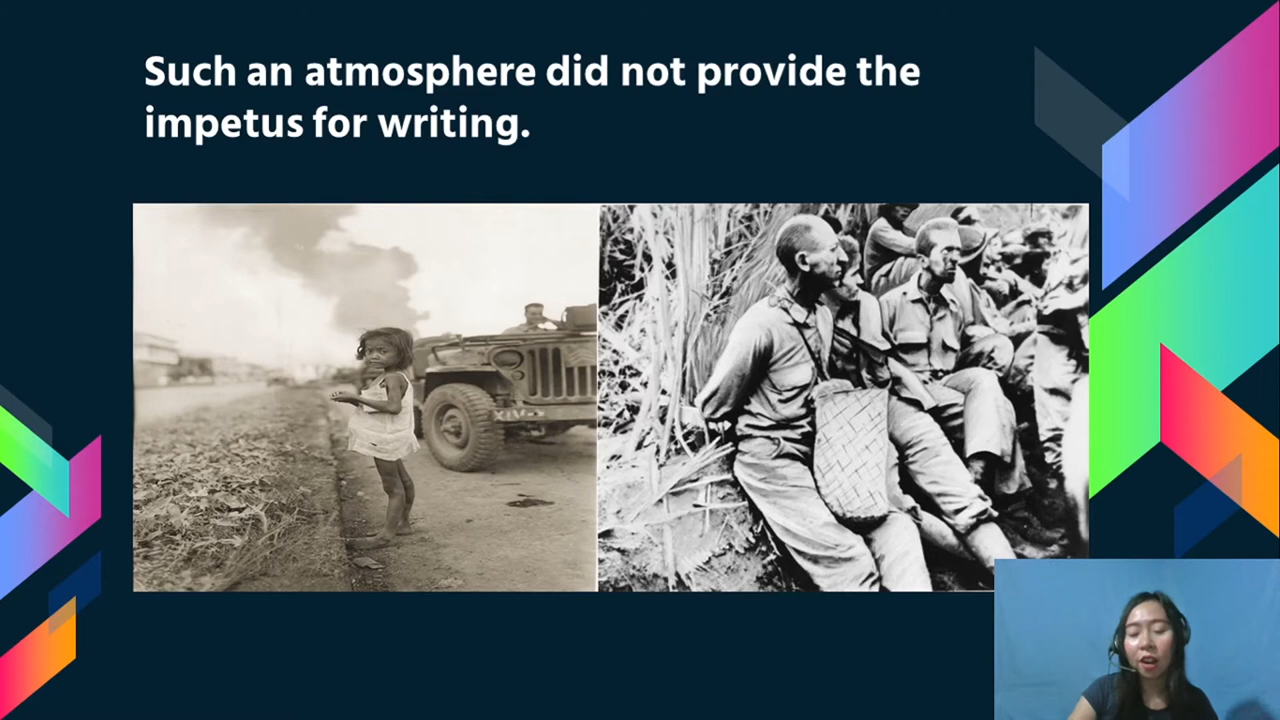 Such an atmosphere did not provide the
impetus for writing.